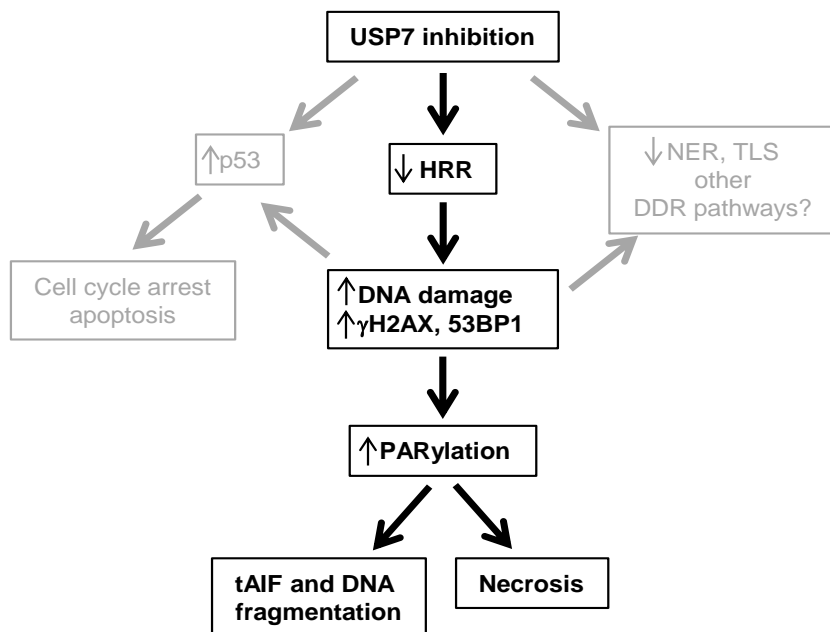 USP7 inhibition
↑p53
↓ HRR
↓ NER, TLS
other
DDR pathways?
Cell cycle arrest
apoptosis
↑DNA damage
↑γH2AX, 53BP1
↑PARylation
tAIF and DNA
fragmentation
Necrosis